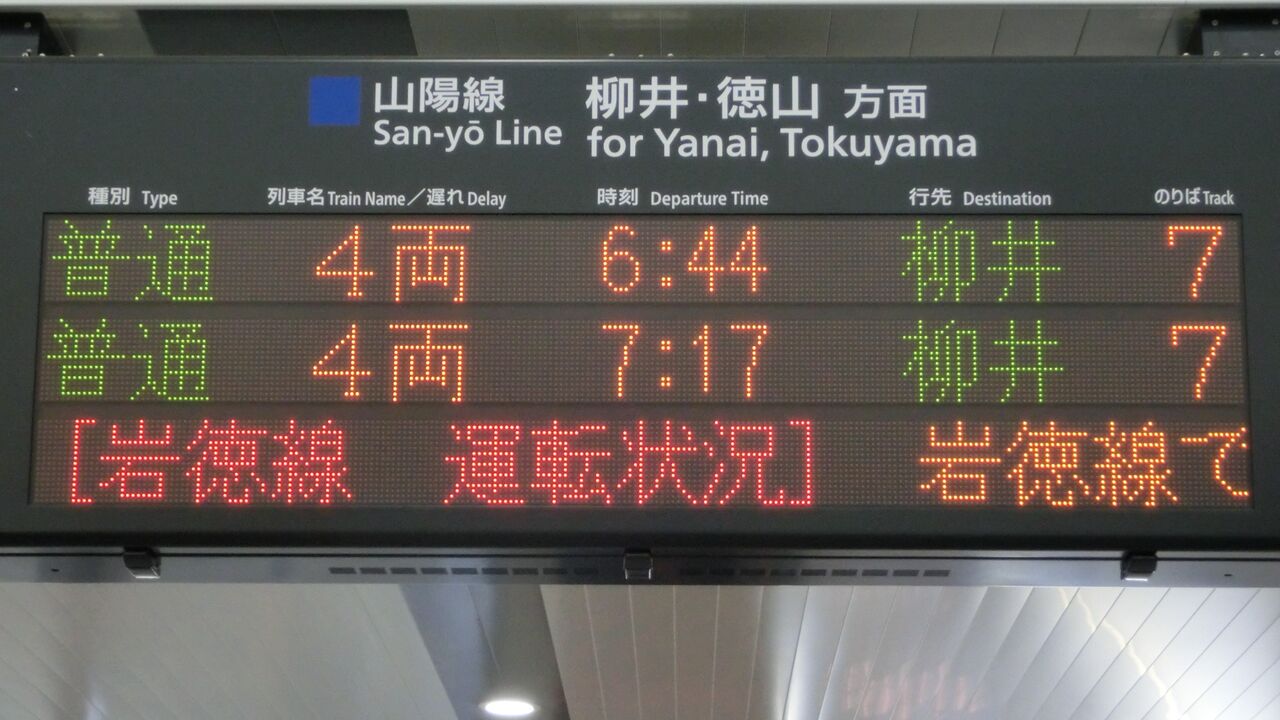 山陽線 柳井・徳山 方面
San-yō Line for Yanai, Tokuyama
種別 Type 列車名 Train Name／遅れ Delay 時刻 Departure Time 行先 Destination のりば Track
普通 4両 6:44 柳井 7
普通 4両 7:17 柳井 7
[岩徳線 運転状況] 岩徳線で